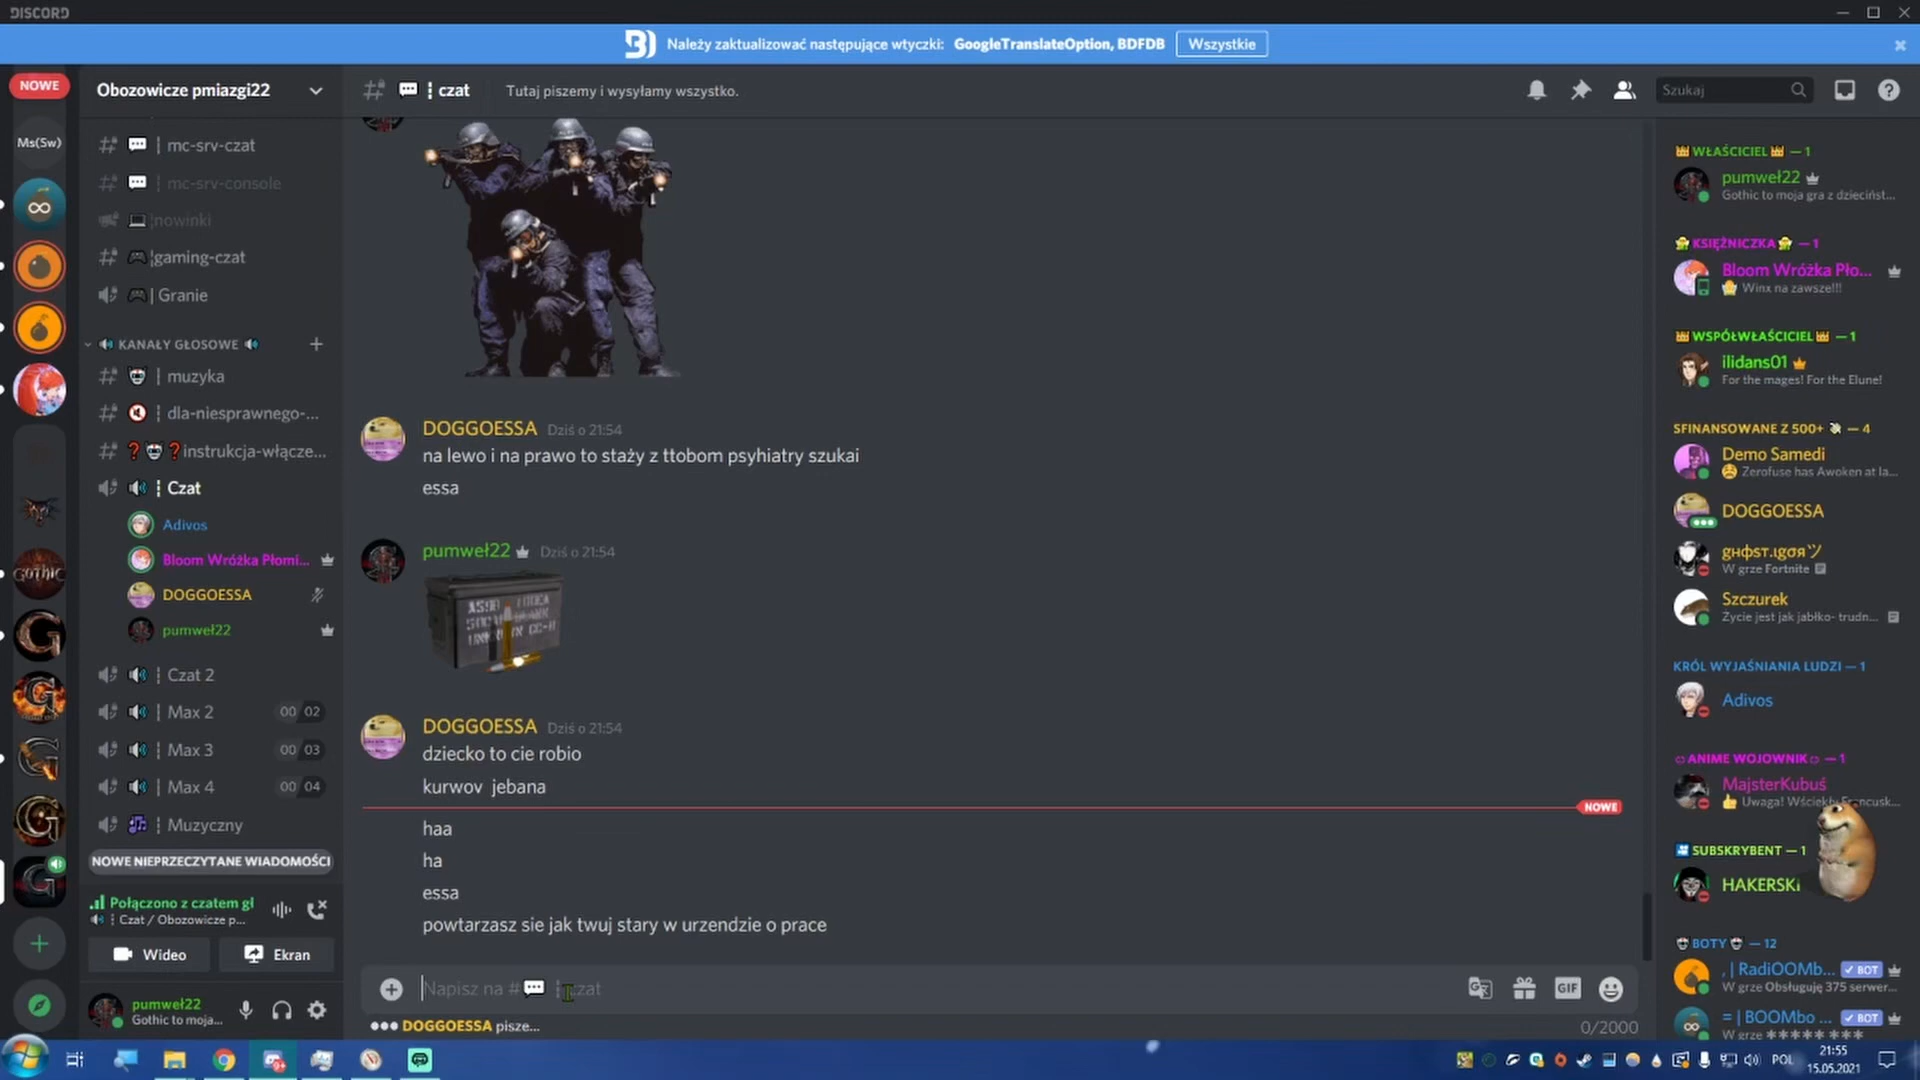 DISCORD
Należy zaktualizować następujące wtyczki: GoogleTranslateOption, BDFDB Wszystkie
NOWE
Ms(Sw)
GOTHIC
Obozowicze pmiazgi22
mc-srv-czat
mc-srv-console
¦nowinki
|gaming-czat
| Granie
KANAŁY GŁOSOWE
¦ muzyka
¦ dla-niesprawnego-...
instrukcja-włącze...
¦ Czat
Adivos
Bloom Wróżka Płomi...
DOGGOESSA
pumweł22
¦ Czat 2
¦ Max 2 00 02
¦ Max 3 00 03
¦ Max 4 00 04
¦ Muzyczny
NOWE NIEPRZECZYTANE WIADOMOŚCI
Połączono z czatem gł
¦ Czat / Obozowicze p...
Wideo Ekran
pumweł22
Gothic to moja...
¦ czat Tutaj piszemy i wysyłamy wszystko.
Szukaj
DOGGOESSA Dziś o 21:54
na lewo i na prawo to staży z ttobom psyhiatry szukai
essa
pumweł22 Dziś o 21:54
DOGGOESSA Dziś o 21:54
dziecko to cie robio
kurwov jebana
NOWE
haa
ha
essa
powtarzasz sie jak twuj stary w urzendzie o prace
Napisz na # ¦ czat
GIF
DOGGOESSA pisze...
0/2000
WŁAŚCICIEL — 1
pumweł22
Gothic to moja gra z dziecińst...
KSIĘŻNICZKA — 1
Bloom Wróżka Pło...
Winx na zawsze!!!
WSPÓŁWŁAŚCICIEL — 1
ilidans01
For the mages! For the Elune!
SFINANSOWANE Z 500+ — 4
Demo Samedi
Zerofuse has Awoken at la...
DOGGOESSA
W grze Fortnite
Szczurek
Życie jest jak jabłko- trudn...
KRÓL WYJAŚNIANIA LUDZI — 1
Adivos
ANIME WOJOWNIK — 1
MajsterKubuś
Uwaga! Wściekły Francusk...
SUBSKRYBENT — 1
HAKERSKI
BOTY — 12
, | RadiOOMb... BOT
W grze Obsługuję 375 serwer...
= | BOOMbo ... BOT
W grze ******* ***
POL
21:55
15.05.2021